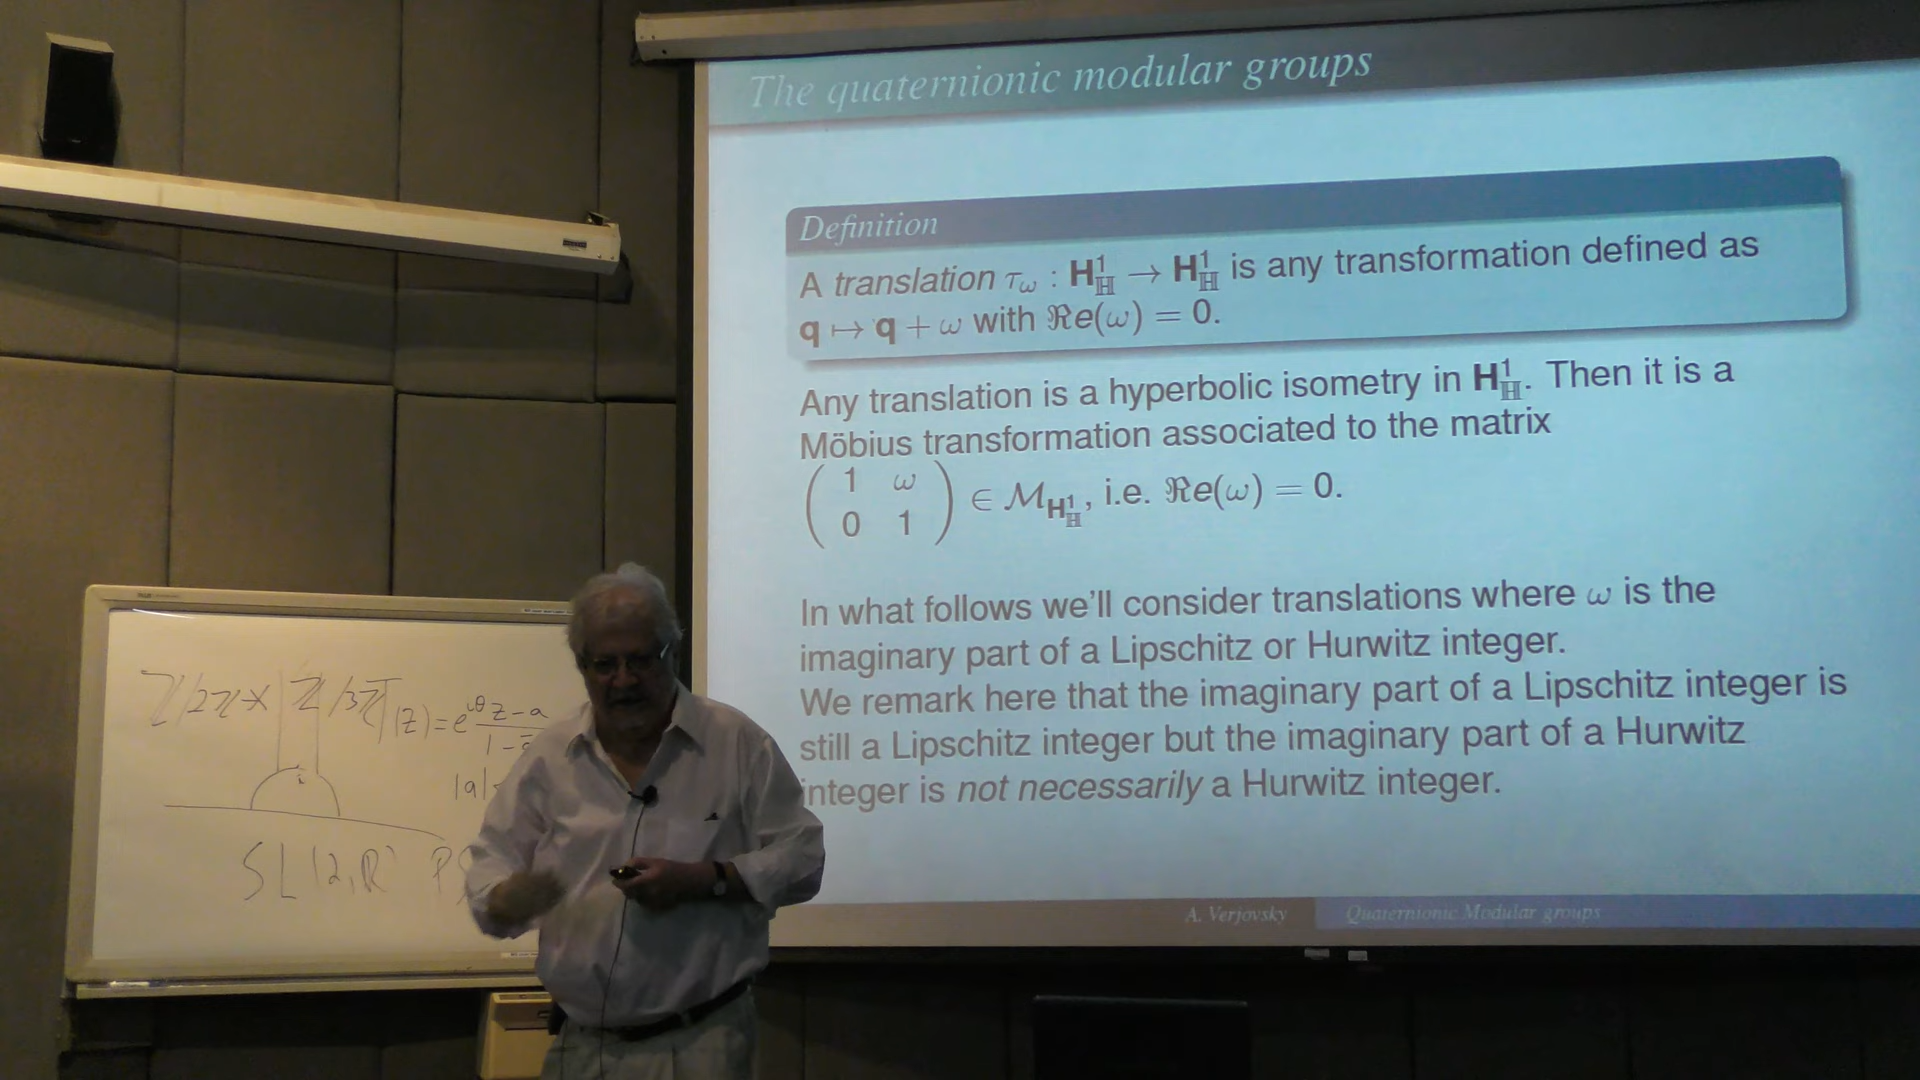 The quaternionic modular groups
Definition
A translation τ_ω : H¹_ℍ → H¹_ℍ is any transformation defined as
q ↦ q + ω with ℜe(ω) = 0.
Any translation is a hyperbolic isometry in H¹_ℍ. Then it is a
Möbius transformation associated to the matrix
( 1 ω
0 1 ) ∈ M_H¹_ℍ, i.e. ℜe(ω) = 0.
In what follows we'll consider translations where ω is the
imaginary part of a Lipschitz or Hurwitz integer.
We remark here that the imaginary part of a Lipschitz integer is
still a Lipschitz integer but the imaginary part of a Hurwitz
integer is not necessarily a Hurwitz integer.
A. Verjovsky Quaternionic Modular groups
ℤ/2ℤ * ℤ/3ℤ
(z) = e^iθ z-a
1-
i
|a|
SL(2,R) P